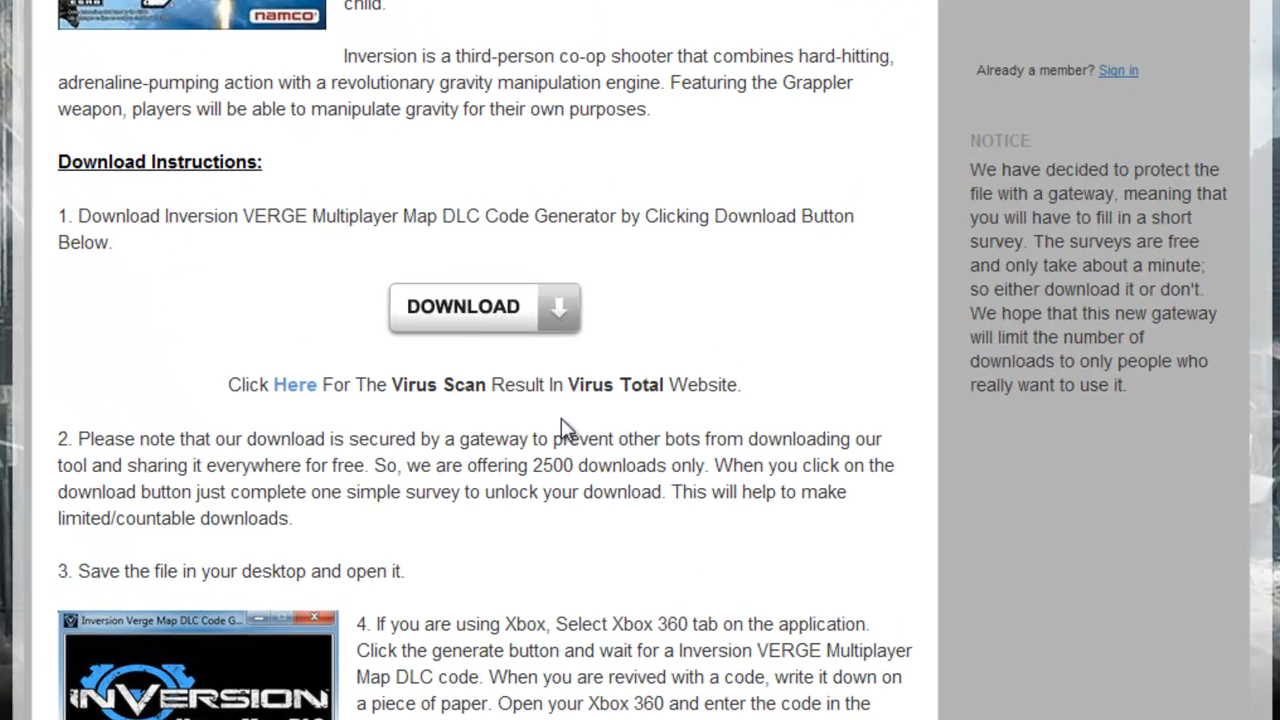 namco
child.
Inversion is a third-person co-op shooter that combines hard-hitting,
adrenaline-pumping action with a revolutionary gravity manipulation engine. Featuring the Grappler
weapon, players will be able to manipulate gravity for their own purposes.
Download Instructions:
1. Download Inversion VERGE Multiplayer Map DLC Code Generator by Clicking Download Button
Below.
DOWNLOAD
Click Here For The Virus Scan Result In Virus Total Website.
2. Please note that our download is secured by a gateway to prevent other bots from downloading our
tool and sharing it everywhere for free. So, we are offering 2500 downloads only. When you click on the
download button just complete one simple survey to unlock your download. This will help to make
limited/countable downloads.
3. Save the file in your desktop and open it.
Inversion Verge Map DLC Code G...
INVERSION
4. If you are using Xbox, Select Xbox 360 tab on the application.
Click the generate button and wait for a Inversion VERGE Multiplayer
Map DLC code. When you are revived with a code, write it down on
a piece of paper. Open your Xbox 360 and enter the code in the
Already a member? Sign in
NOTICE
We have decided to protect the
file with a gateway, meaning that
you will have to fill in a short
survey. The surveys are free
and only take about a minute;
so either download it or don't.
We hope that this new gateway
will limit the number of
downloads to only people who
really want to use it.